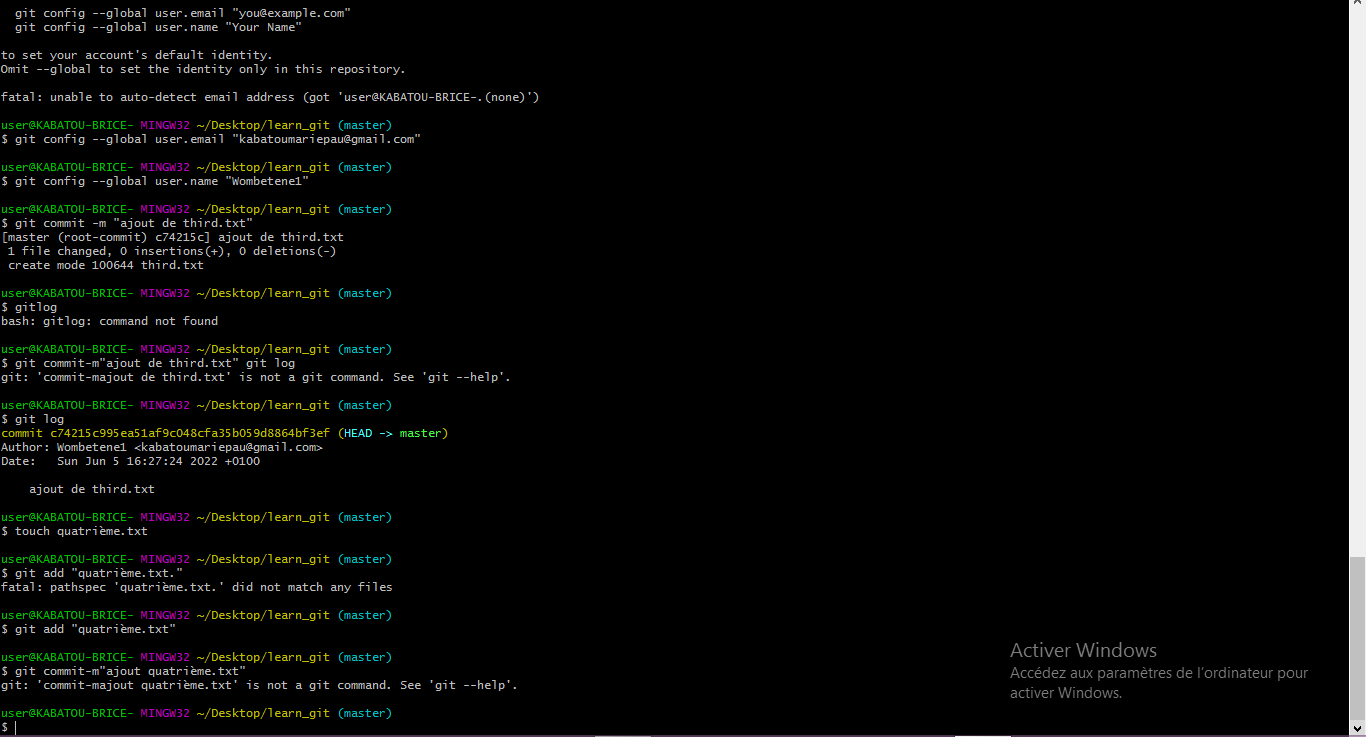 git config --global user.email "you@example.com"
git config --global user.name "Your Name"
to set your account's default identity.
Omit --global to set the identity only in this repository.
fatal: unable to auto-detect email address (got 'user@KABATOU-BRICE-.(none)')
user@KABATOU-BRICE- MINGW32 ~/Desktop/learn_git (master)
$ git config --global user.email "kabatoumariepau@gmail.com"
user@KABATOU-BRICE- MINGW32 ~/Desktop/learn_git (master)
$ git config --global user.name "Wombetene1"
user@KABATOU-BRICE- MINGW32 ~/Desktop/learn_git (master)
$ git commit -m "ajout de third.txt"
[master (root-commit) c74215c] ajout de third.txt
1 file changed, 0 insertions(+), 0 deletions(-)
create mode 100644 third.txt
user@KABATOU-BRICE- MINGW32 ~/Desktop/learn_git (master)
$ gitlog
bash: gitlog: command not found
user@KABATOU-BRICE- MINGW32 ~/Desktop/learn_git (master)
$ git commit-m"ajout de third.txt" git log
git: 'commit-majout de third.txt' is not a git command. See 'git --help'.
user@KABATOU-BRICE- MINGW32 ~/Desktop/learn_git (master)
$ git log
commit c74215c995ea51af9c048cfa35b059d8864bf3ef (HEAD -> master)
Author: Wombetene1 <kabatoumariepau@gmail.com>
Date:   Sun Jun 5 16:27:24 2022 +0100
ajout de third.txt
user@KABATOU-BRICE- MINGW32 ~/Desktop/learn_git (master)
$ touch quatrième.txt
user@KABATOU-BRICE- MINGW32 ~/Desktop/learn_git (master)
$ git add "quatrième.txt."
fatal: pathspec 'quatrième.txt.' did not match any files
user@KABATOU-BRICE- MINGW32 ~/Desktop/learn_git (master)
$ git add "quatrième.txt"
user@KABATOU-BRICE- MINGW32 ~/Desktop/learn_git (master)
$ git commit-m"ajout quatrième.txt"
git: 'commit-majout quatrième.txt' is not a git command. See 'git --help'.
user@KABATOU-BRICE- MINGW32 ~/Desktop/learn_git (master)
$
Activer Windows
Accédez aux paramètres de l'ordinateur pour
activer Windows.